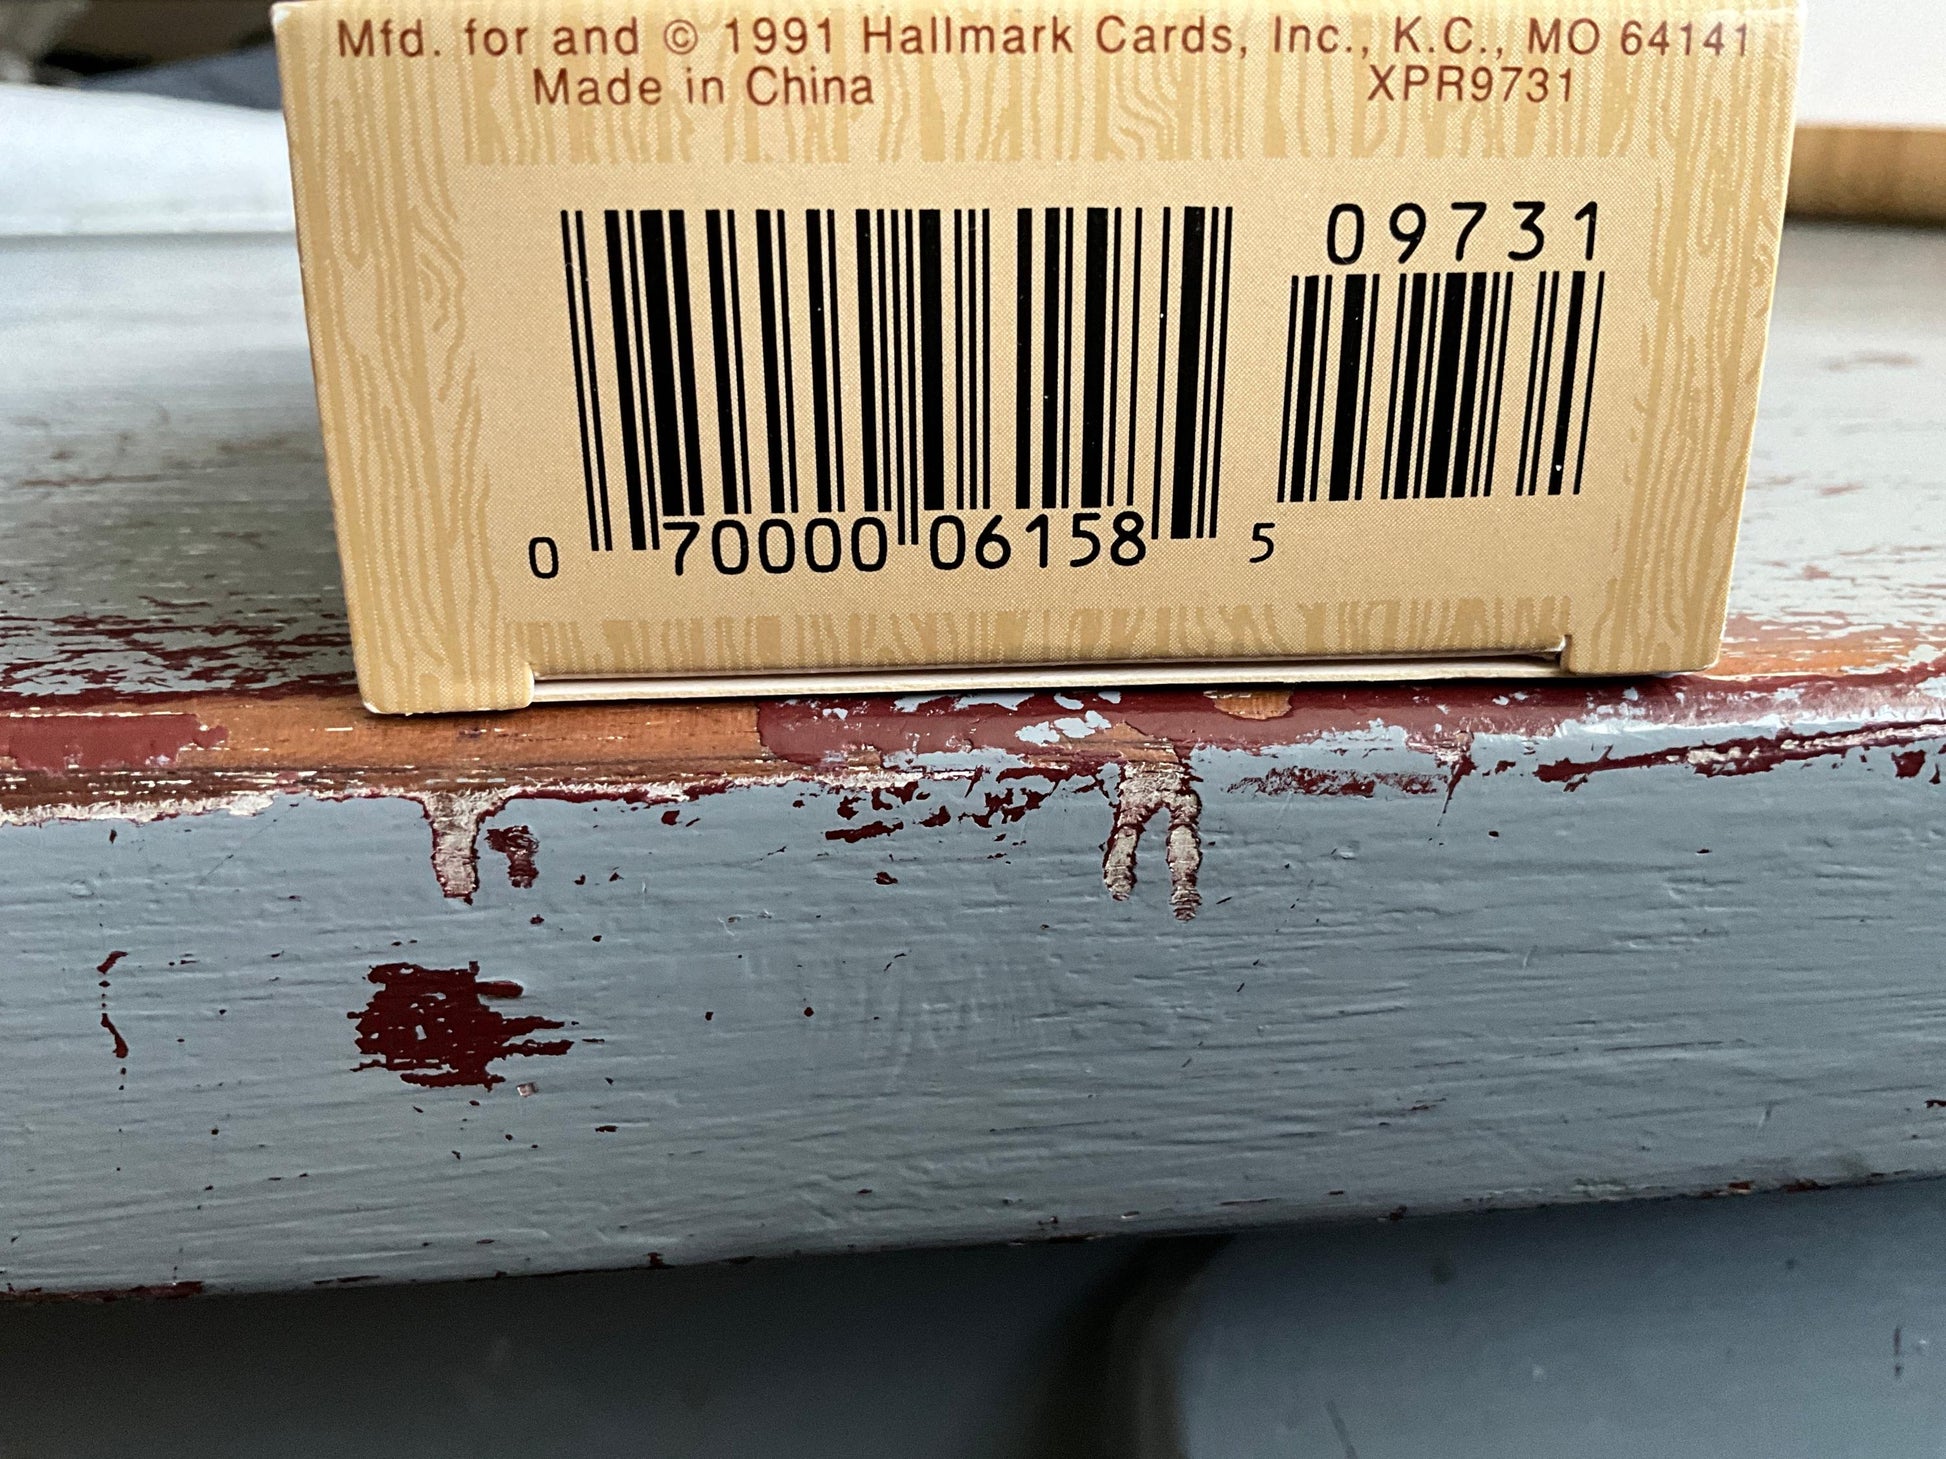 Mfd. for and © 1991 Hallmark Cards, Inc., K.C., MO 64141
Made in China XPR9731
09731
0 70000 06158 5